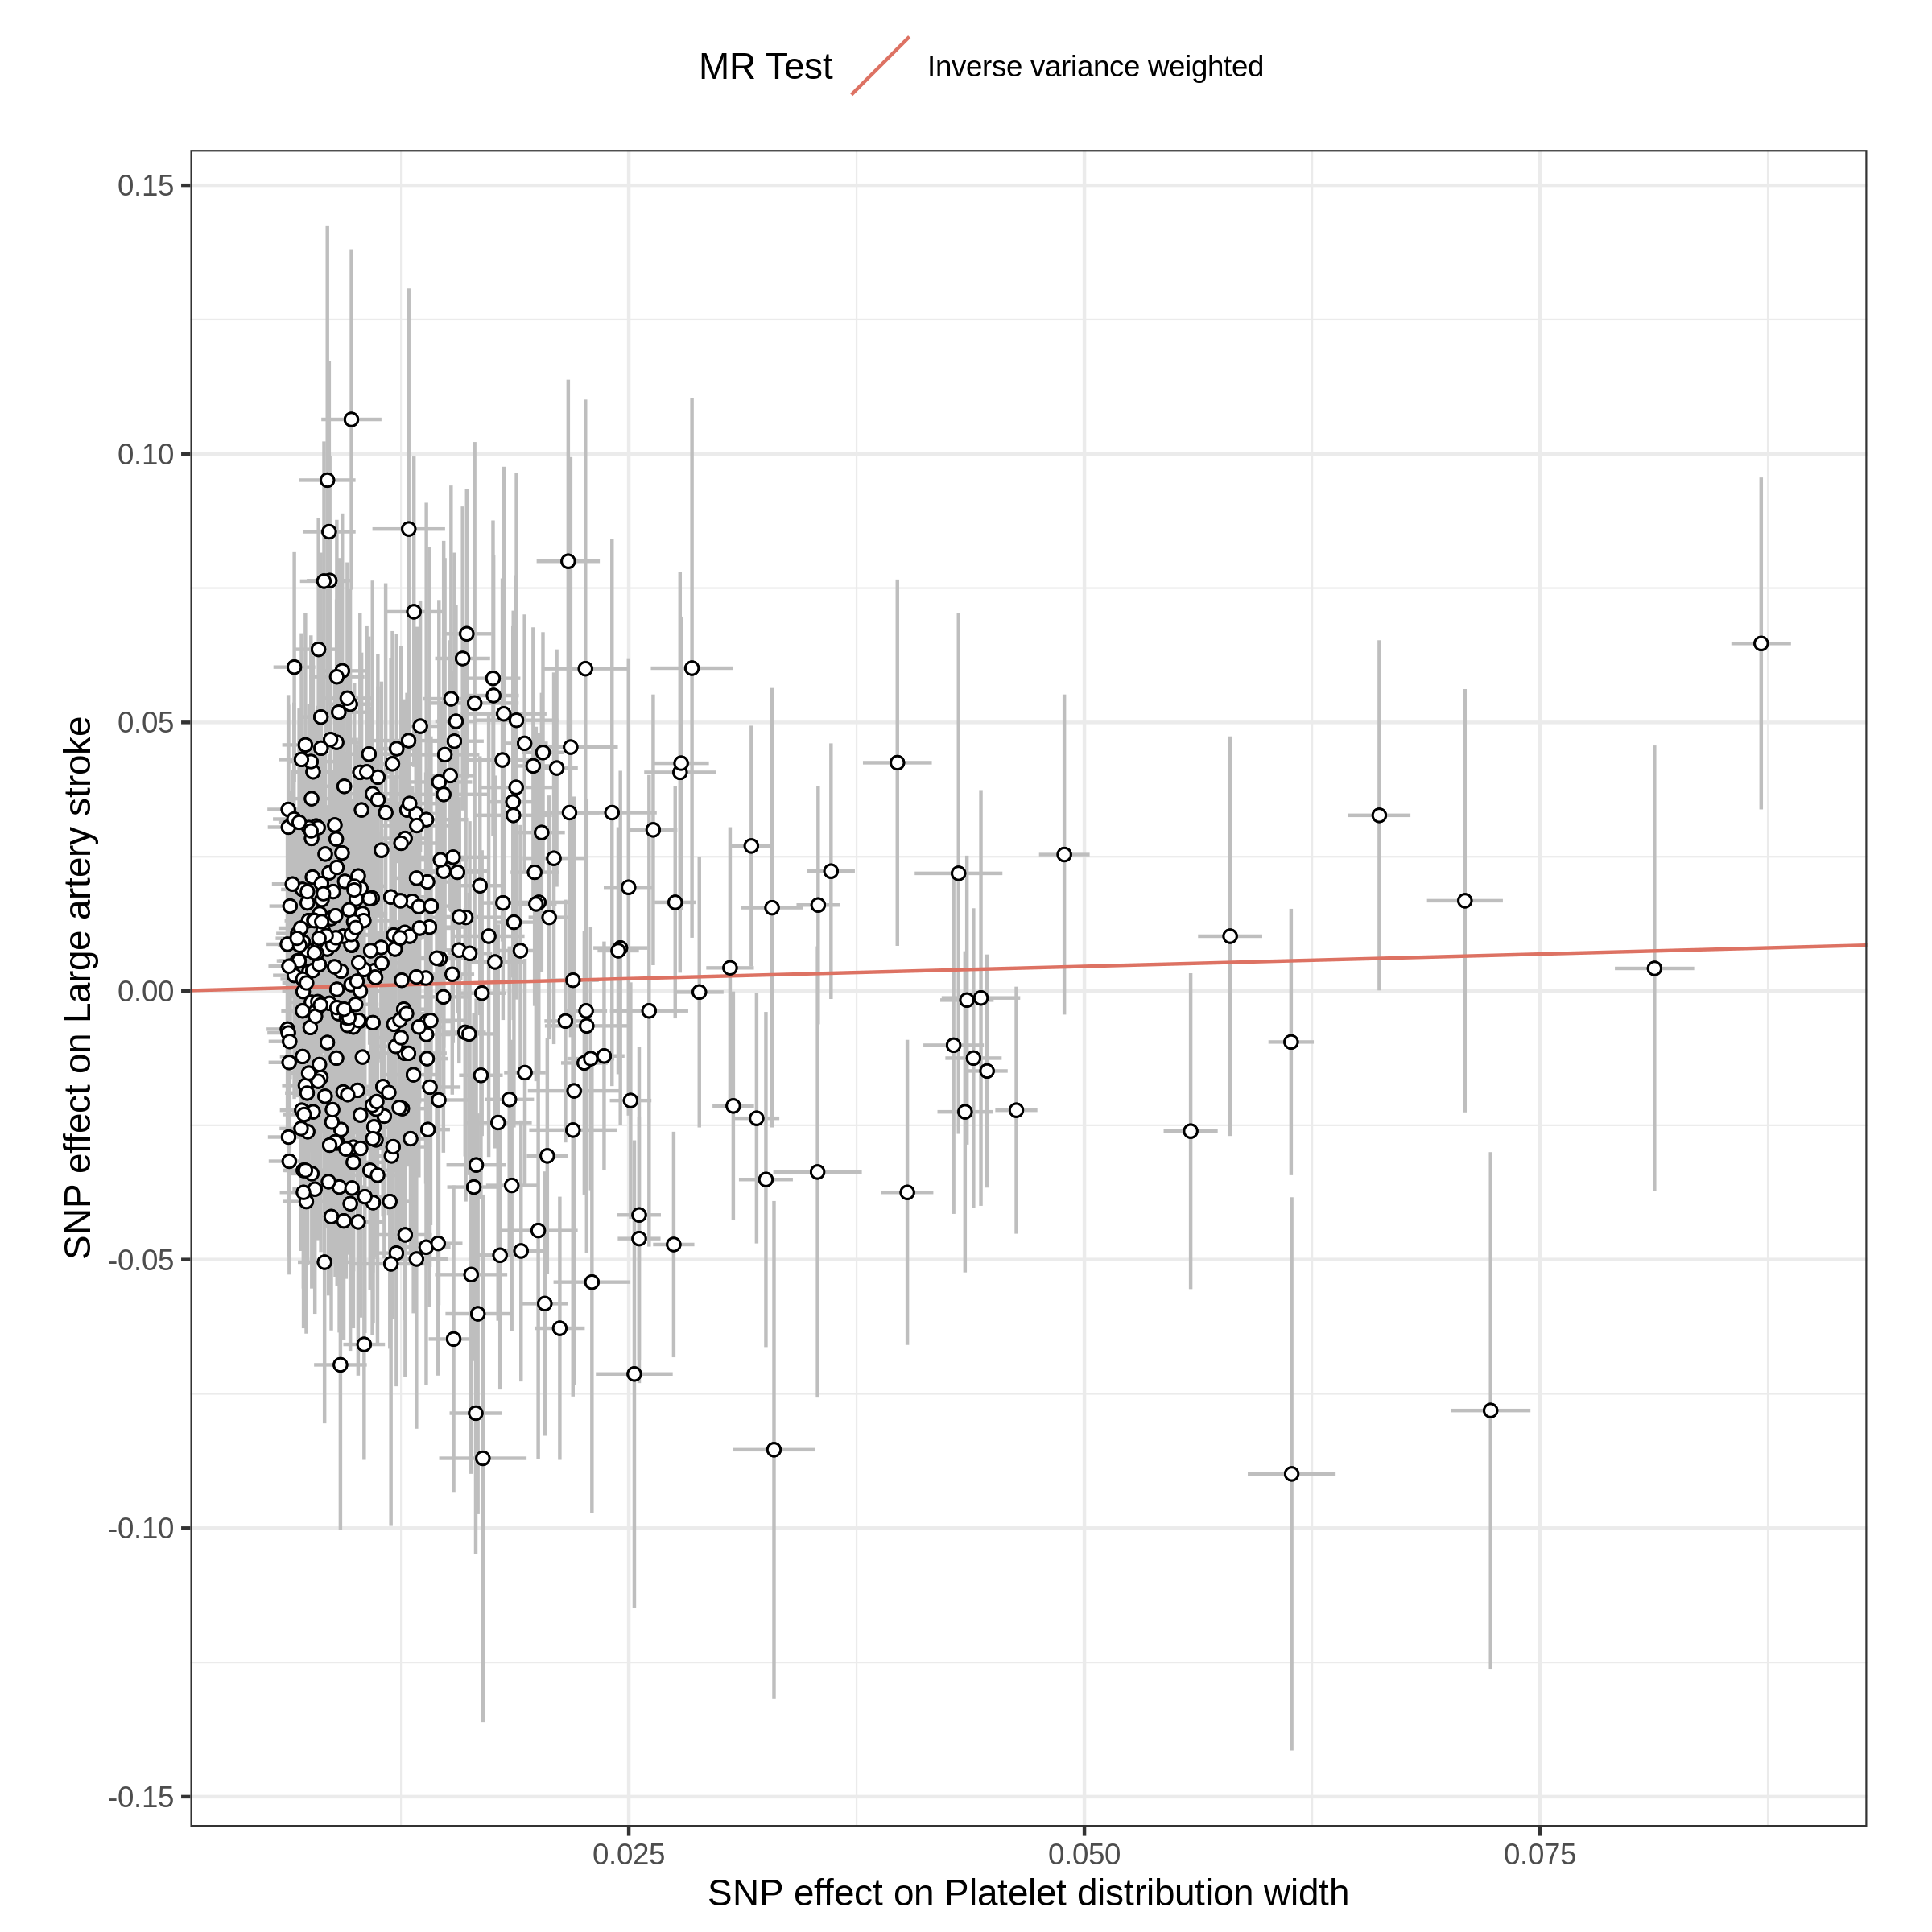 MR Test Inverse variance weighted
SNP effect on Large artery stroke
0.15
0.10
0.05
0.00
-0.05
-0.10
-0.15
0.025 0.050 0.075
SNP effect on Platelet distribution width